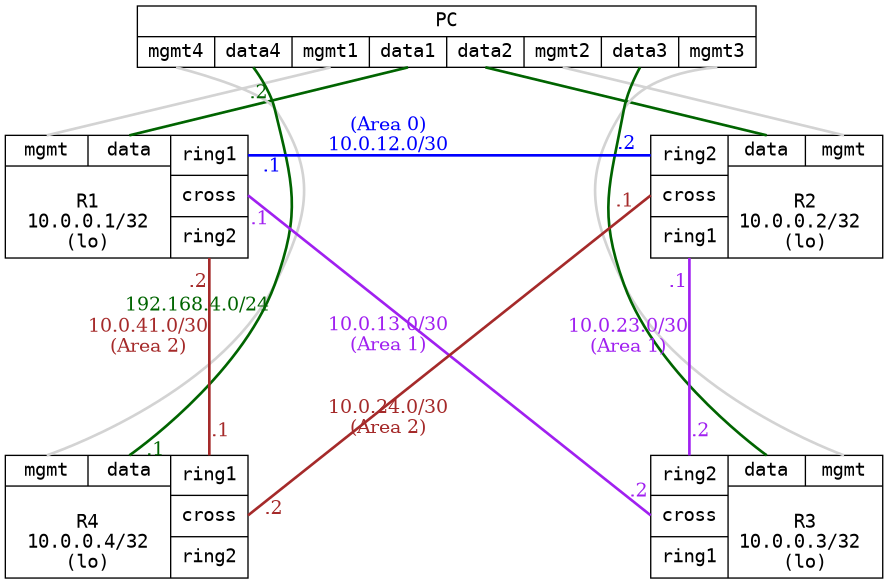 PC
mgmt4 data4 mgmt1 data1 data2 mgmt2 data3 mgmt3
.2
(Area 0)
10.0.12.0/30
.1
.2
mgmt data ring1
cross
ring2
R1
10.0.0.1/32
(lo)
ring2 data mgmt
cross
ring1
R2
10.0.0.2/32
(lo)
.1
.1
.2
.1
192.168.4.0/24
10.0.41.0/30
(Area 2)
10.0.13.0/30
(Area 1)
10.0.23.0/30
(Area 1)
10.0.24.0/30
(Area 2)
.1
.1
.2
.2
.2
mgmt data ring1
cross
ring2
R4
10.0.0.4/32
(lo)
ring2 data mgmt
cross
ring1
R3
10.0.0.3/32
(lo)